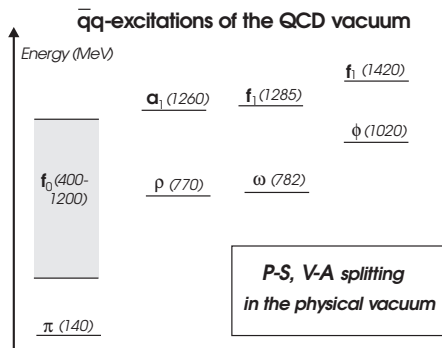 q̅q-excitations of the QCD vacuum
Energy (MeV)
f₁ (1420)
a₁ (1260)
f₁ (1285)
ϕ (1020)
f₀ (400-
1200)
ρ (770)
ω (782)
P-S, V-A splitting
in the physical vacuum
π (140)